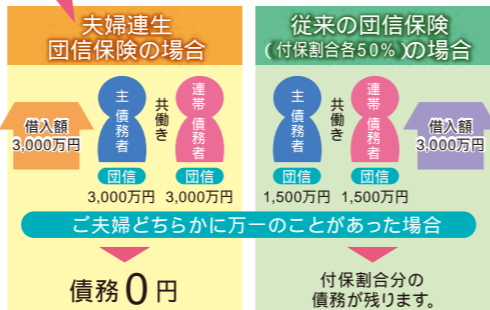 夫婦連生
団信保険の場合
借入額
3,000万円
主債務者
共働き
連帯債務者
団信
3,000万円
団信
3,000万円
従来の団信保険
(付保割合各50%)の場合
主債務者
共働き
連帯債務者
団信
1,500万円
団信
1,500万円
借入額
3,000万円
ご夫婦どちらかに万一のことがあった場合
債務0円
付保割合分の
債務が残ります。